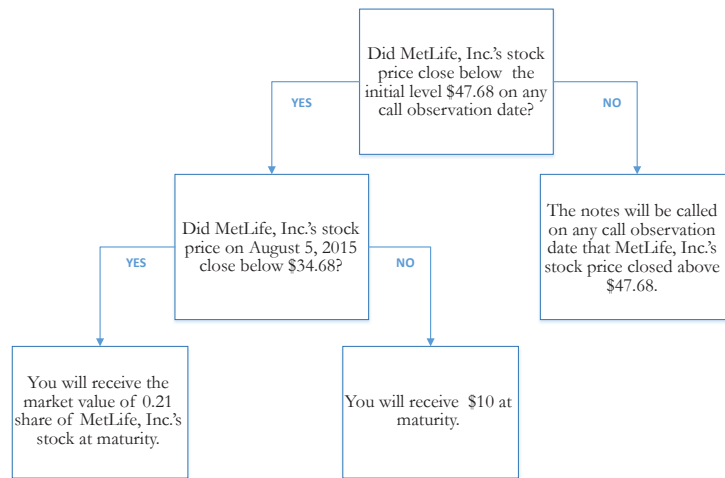 Did MetLife, Inc.'s stock
price close below the
initial level $47.68 on any
call observation date?
YES
NO
Did MetLife, Inc.'s stock
price on August 5, 2015
close below $34.68?
The notes will be called
on any call observation
date that MetLife, Inc.'s
stock price closed above
$47.68.
YES
NO
You will receive the
market value of 0.21
share of MetLife, Inc.'s
stock at maturity.
You will receive $10 at
maturity.